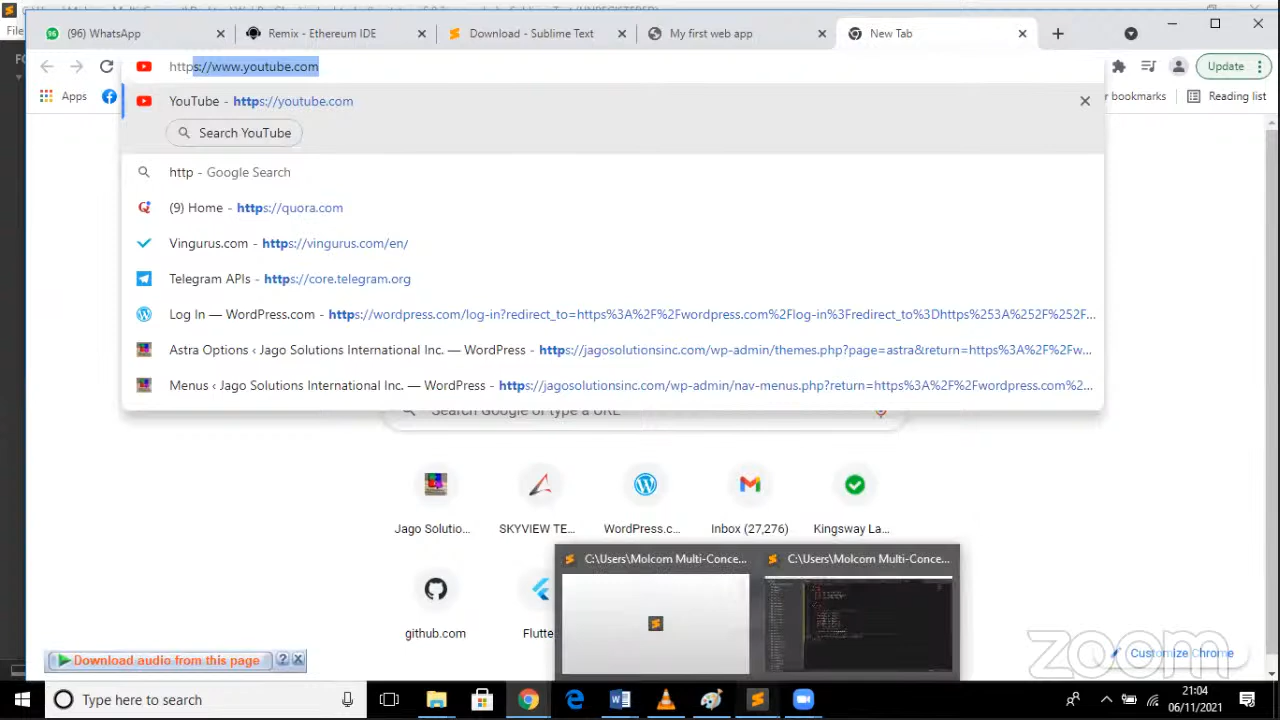 (96) WhatsApp
Remix - Ethereum IDE
Download - Sublime Text
My first web app
New Tab
File
https://www.youtube.com
Update
Apps
r bookmarks
Reading list
YouTube - https://youtube.com
Search YouTube
http - Google Search
(9) Home - https://quora.com
Vingurus.com - https://vingurus.com/en/
Telegram APIs - https://core.telegram.org
Log In — WordPress.com - https://wordpress.com/log-in?redirect_to=https%3A%2F%2Fwordpress.com%2Flog-in%3Fredirect_to%3Dhttps%253A%252F%252F...
Astra Options ‹ Jago Solutions International Inc. — WordPress - https://jagosolutionsinc.com/wp-admin/themes.php?page=astra&return=https%3A%2F%2Fw...
Menus ‹ Jago Solutions International Inc. — WordPress - https://jagosolutionsinc.com/wp-admin/nav-menus.php?return=https%3A%2F%2Fwordpress.com%2...
Search Google or type a URL
Jago Solutio...
SKYVIEW TE...
WordPress.c...
Inbox (27,276)
Kingsway La...
C:\Users\Molcom Multi-Conce...
C:\Users\Molcom Multi-Conce...
github.com
Flutte
Download audio from this page
?
zoom
Customize Chrome
Type here to search
21:04
06/11/2021